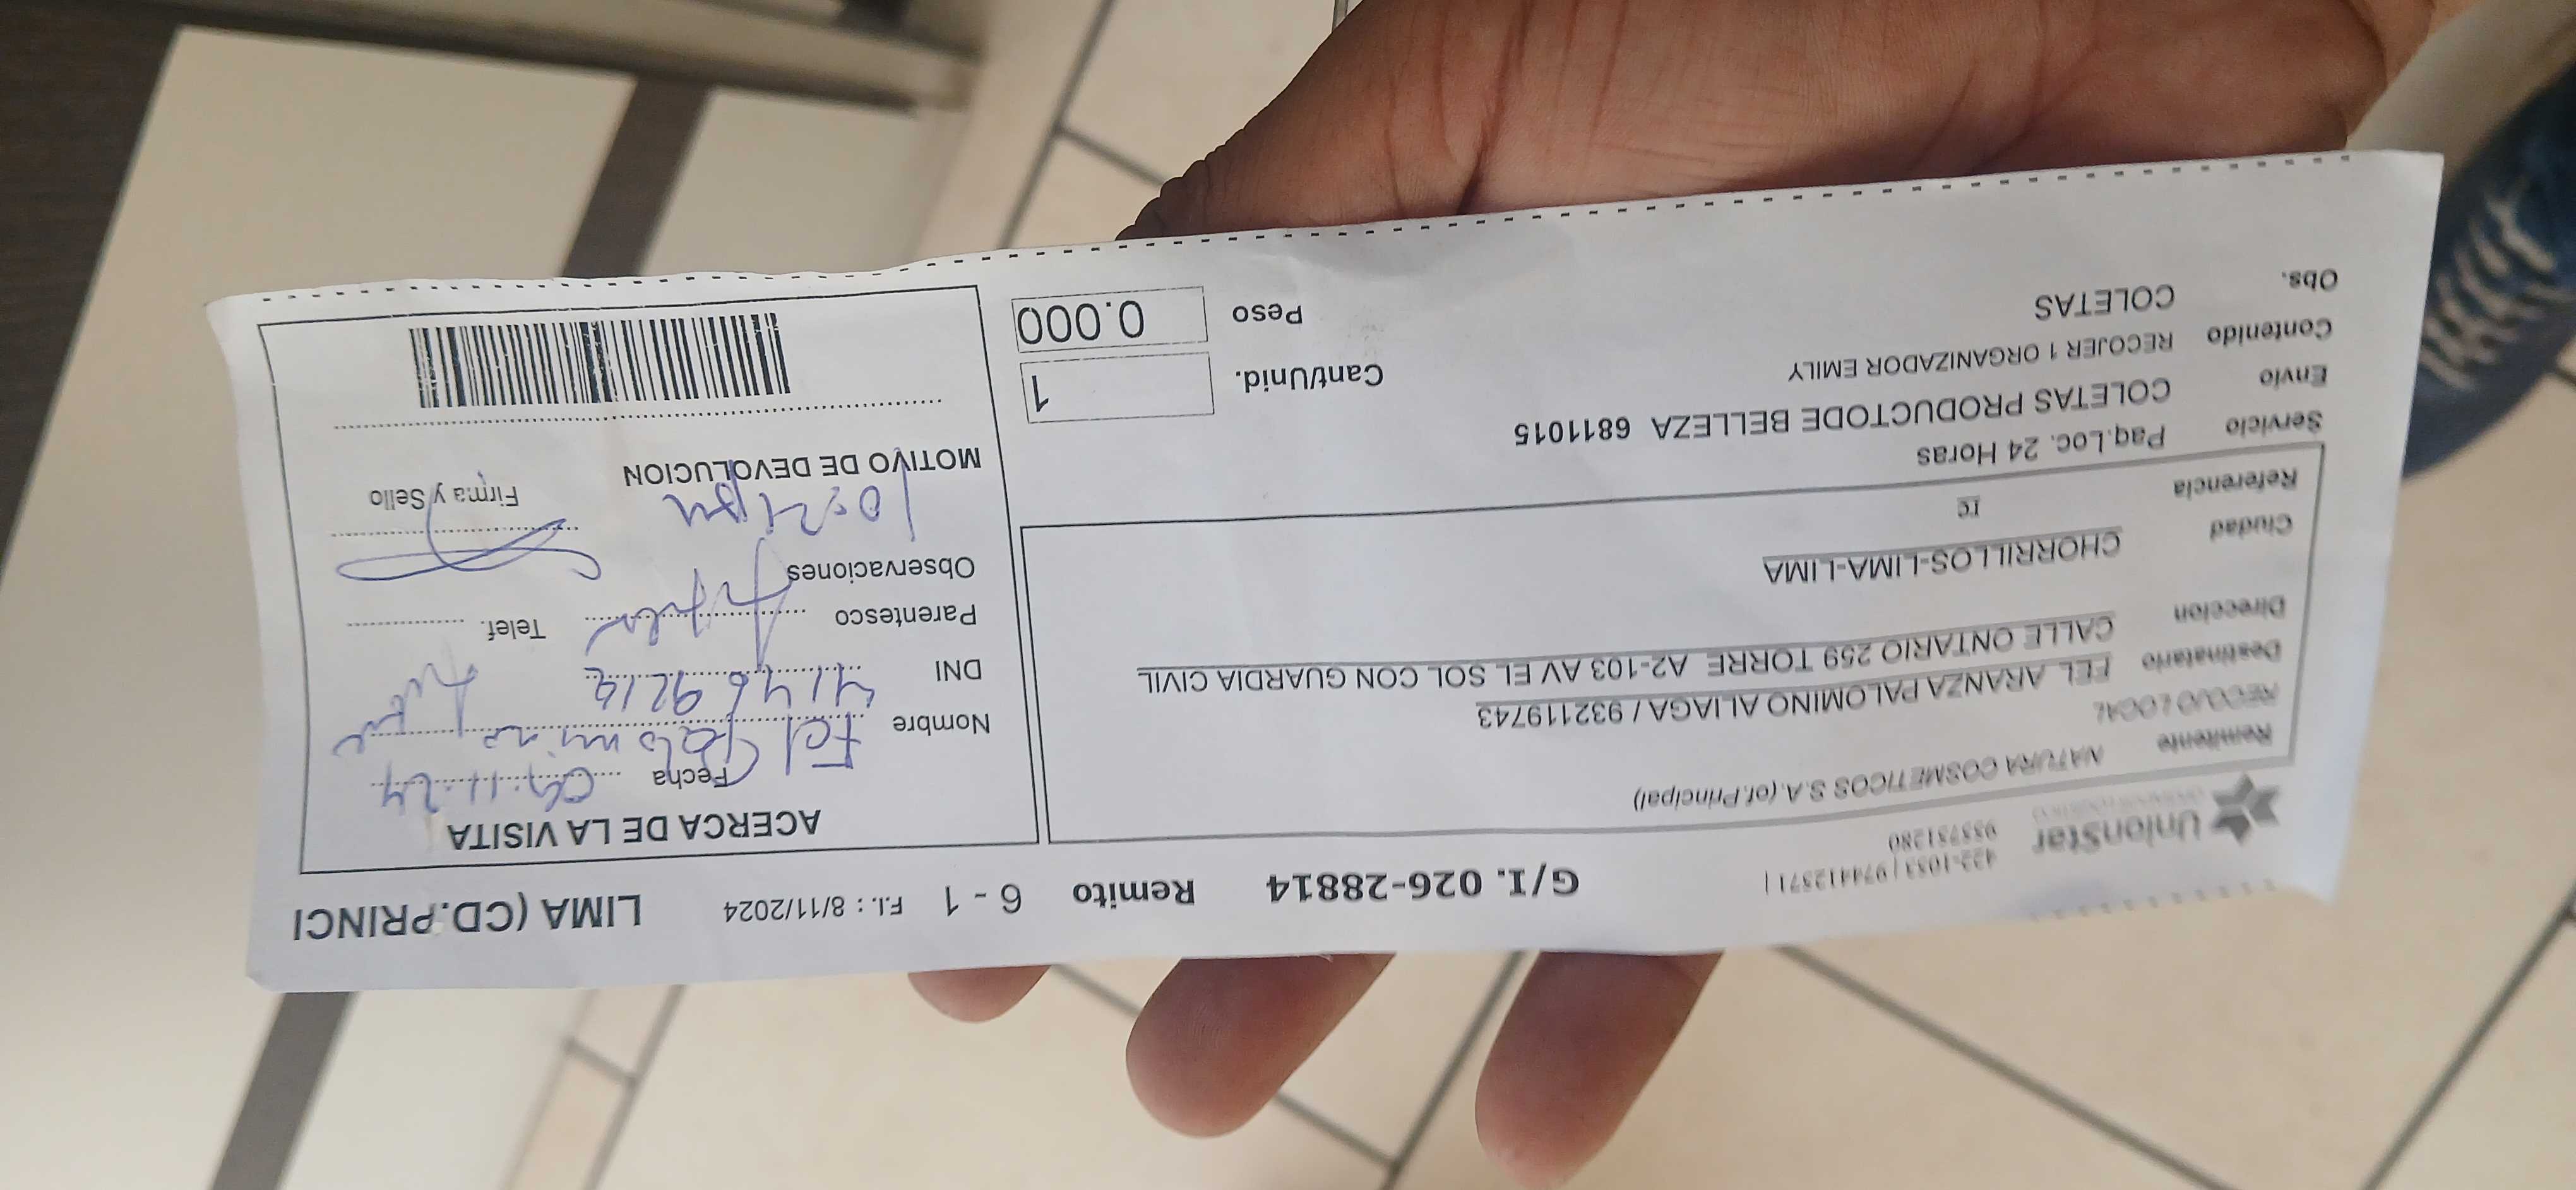 UnionStar
422-1053 | 974412371 |
933731280
G/I. 026-28814
Remito 6 - 1
F.I. : 8/11/2024
LIMA (CD.PRINCI
Remitente NATURA COSMETICOS S.A.(of.Principal)
RECOJO LOCAL
Destinatario FEL ARANZA PALOMINO ALIAGA / 932119743
Direccion CALLE ONTARIO 259 TORRE A2-103 AV EL SOL CON GUARDIA CIVIL
Ciudad CHORRILLOS-LIMA-LIMA
Referencia rc
Servicio Paq.Loc. 24 Horas
Envio COLETAS PRODUCTODE BELLEZA 6811015
Contenido RECOJER 1 ORGANIZADOR EMILY
Obs. COLETAS
Cant/Unid. 1
Peso 0.000
ACERCA DE LA VISITA
Fecha 09.11.24
Nombre Fel Palomino
DNI
Parentesco
Telef.
Observaciones
Firma y Sello
MOTIVO DE DEVOLUCION